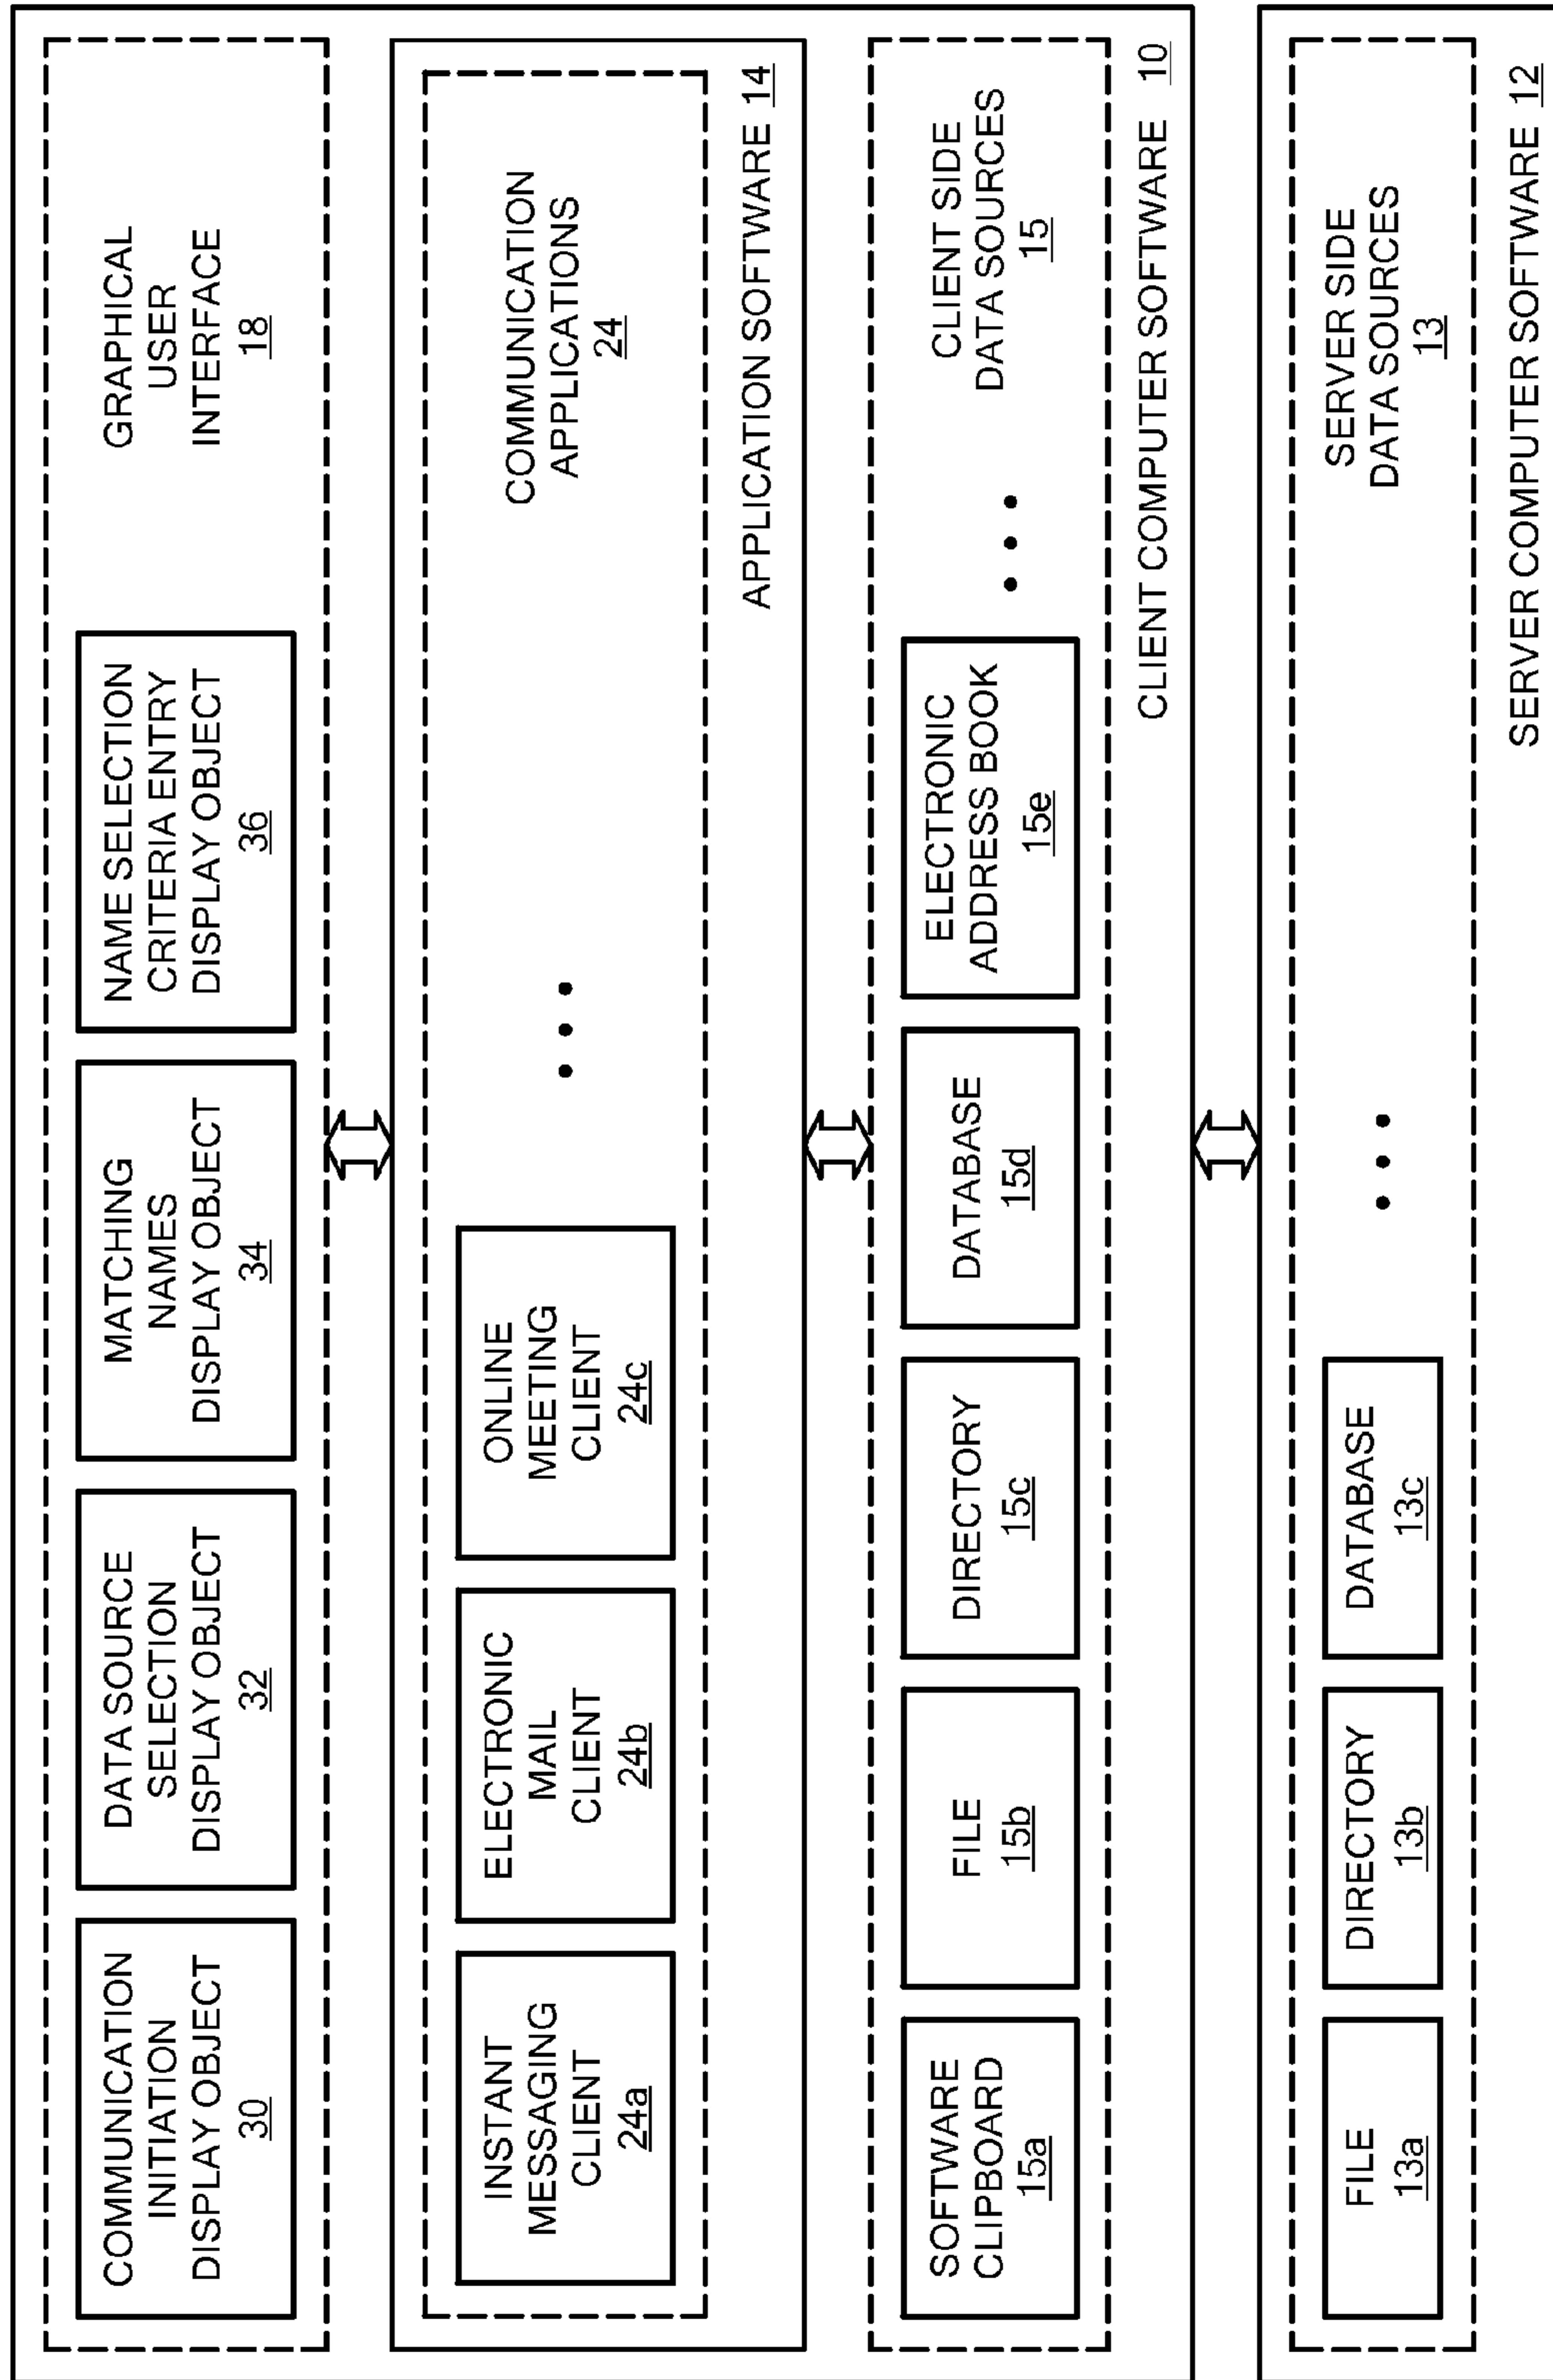 COMMUNICATION
INITIATION
DISPLAY OBJECT
30
DATA SOURCE
SELECTION
DISPLAY OBJECT
32
MATCHING
NAMES
DISPLAY OBJECT
34
NAME SELECTION
CRITERIA ENTRY
DISPLAY OBJECT
36
GRAPHICAL
USER
INTERFACE
18
INSTANT
MESSAGING
CLIENT
24a
ELECTRONIC
MAIL
CLIENT
24b
ONLINE
MEETING
CLIENT
24c
• • •
COMMUNICATION
APPLICATIONS
24
APPLICATION SOFTWARE 14
SOFTWARE
CLIPBOARD
15a
FILE
15b
DIRECTORY
15c
DATABASE
15d
ELECTRONIC
ADDRESS BOOK
15e
• • •
CLIENT SIDE
DATA SOURCES
15
CLIENT COMPUTER SOFTWARE 10
FILE
13a
DIRECTORY
13b
DATABASE
13c
• • •
SERVER SIDE
DATA SOURCES
13
SERVER COMPUTER SOFTWARE 12